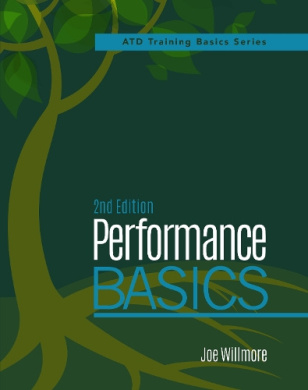 ATD Training Basics Series
2nd Edition
Performance
BASICS
Joe Willmore